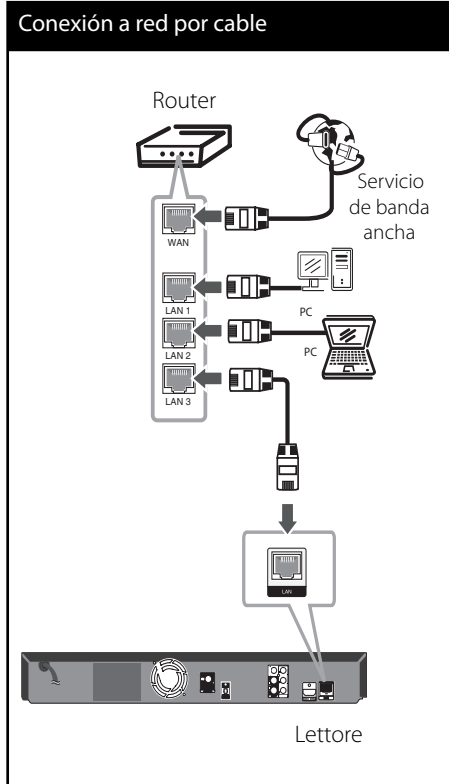 Conexión a red por cable
Router
Servicio
de banda
ancha
WAN
LAN 1
PC
LAN 2
PC
LAN 3
LAN
Lettore